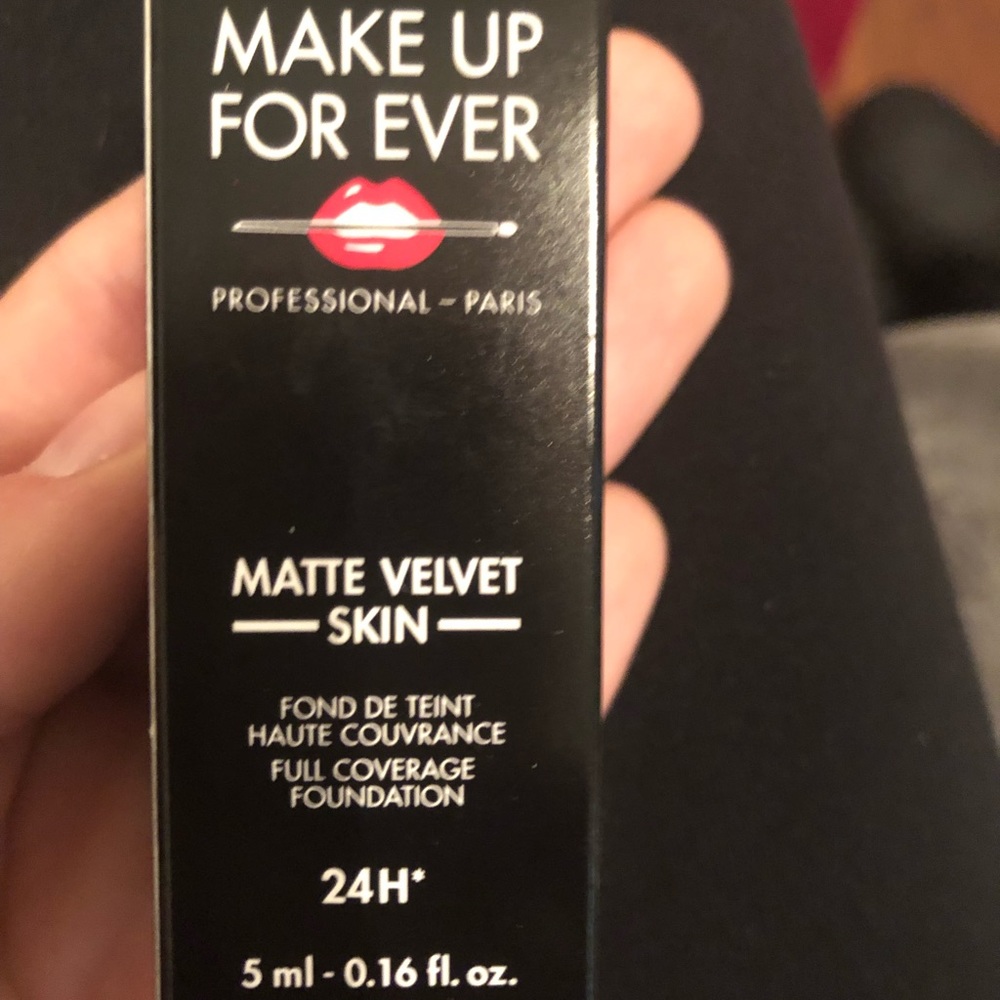 MAKE UP
FOR EVER
PROFESSIONAL – PARIS
MATTE VELVET
SKIN
FOND DE TEINT
HAUTE COUVRANCE
FULL COVERAGE
FOUNDATION
24H*
5 ml - 0.16 fl. oz.